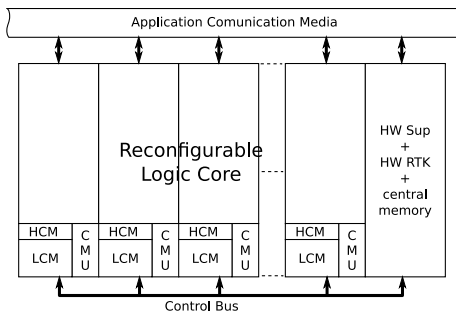 Application Comunication Media
Reconfigurable
Logic Core
HW Sup
+
HW RTK
+
central
memory
HCM
LCM
C
M
U
HCM
LCM
C
M
U
HCM
LCM
C
M
U
HCM
LCM
C
M
U
Control Bus